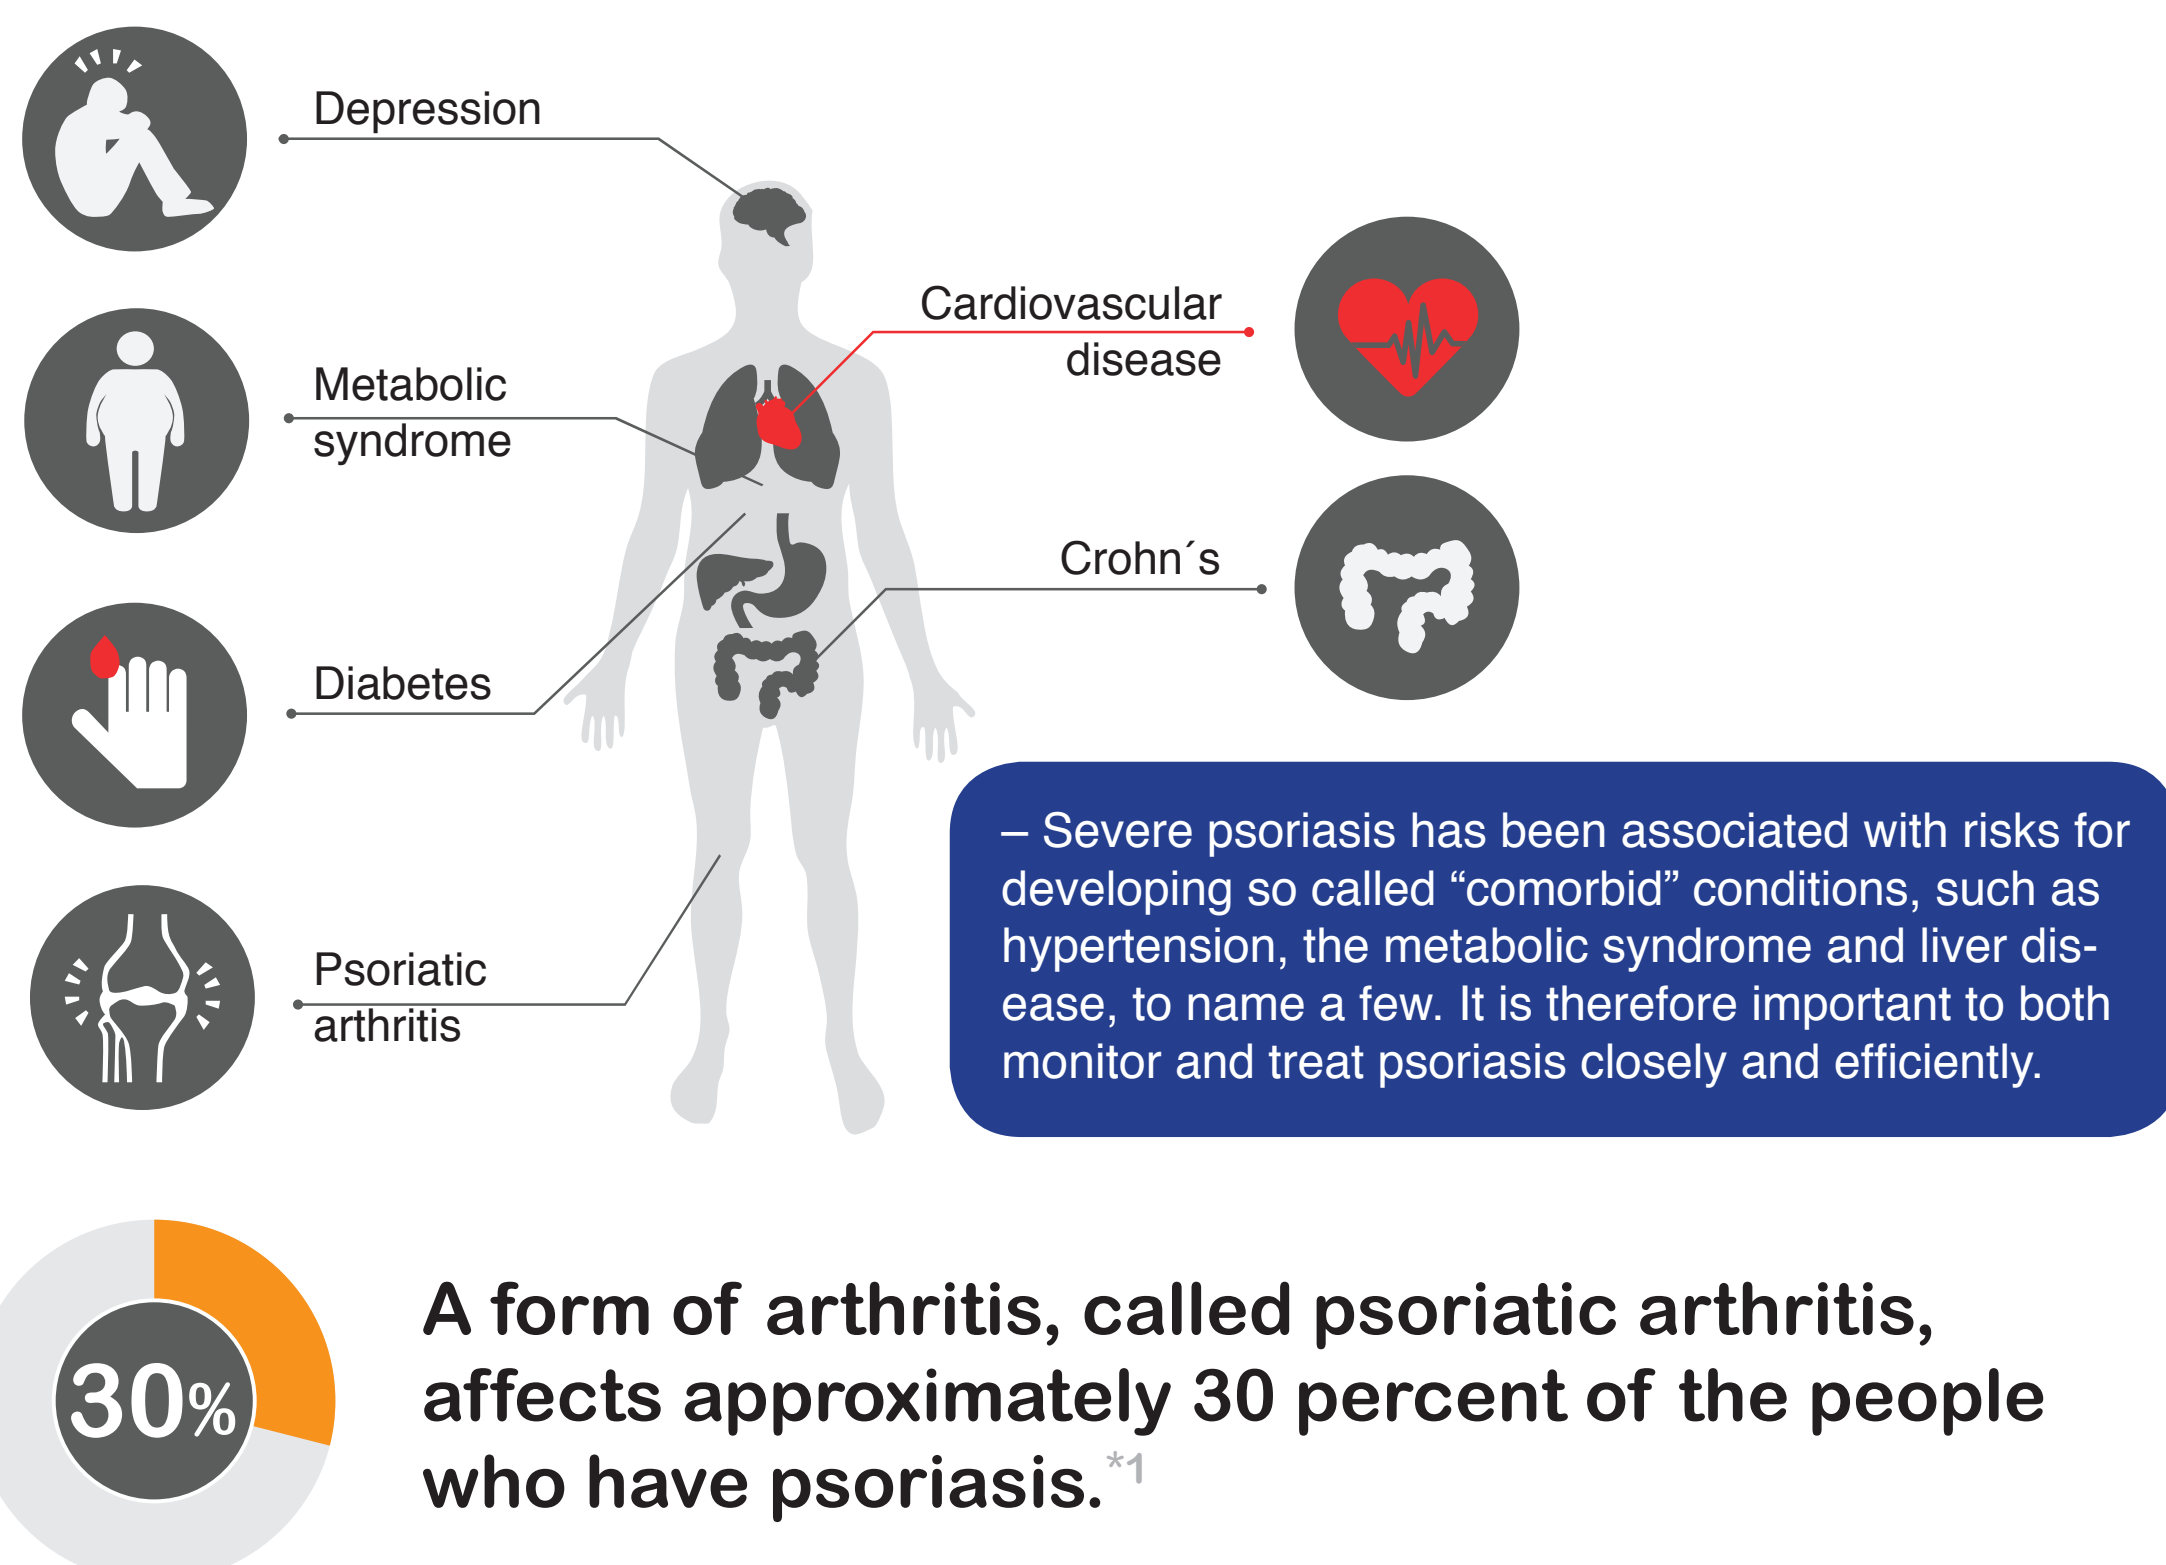 Depression
Metabolic
syndrome
Diabetes
Psoriatic
arthritis
Cardiovascular
disease
Crohn´s
– Severe psoriasis has been associated with risks for
developing so called “comorbid” conditions, such as
hypertension, the metabolic syndrome and liver dis-
ease, to name a few. It is therefore important to both
monitor and treat psoriasis closely and efficiently.
30%
A form of arthritis, called psoriatic arthritis,
affects approximately 30 percent of the people
who have psoriasis.*1